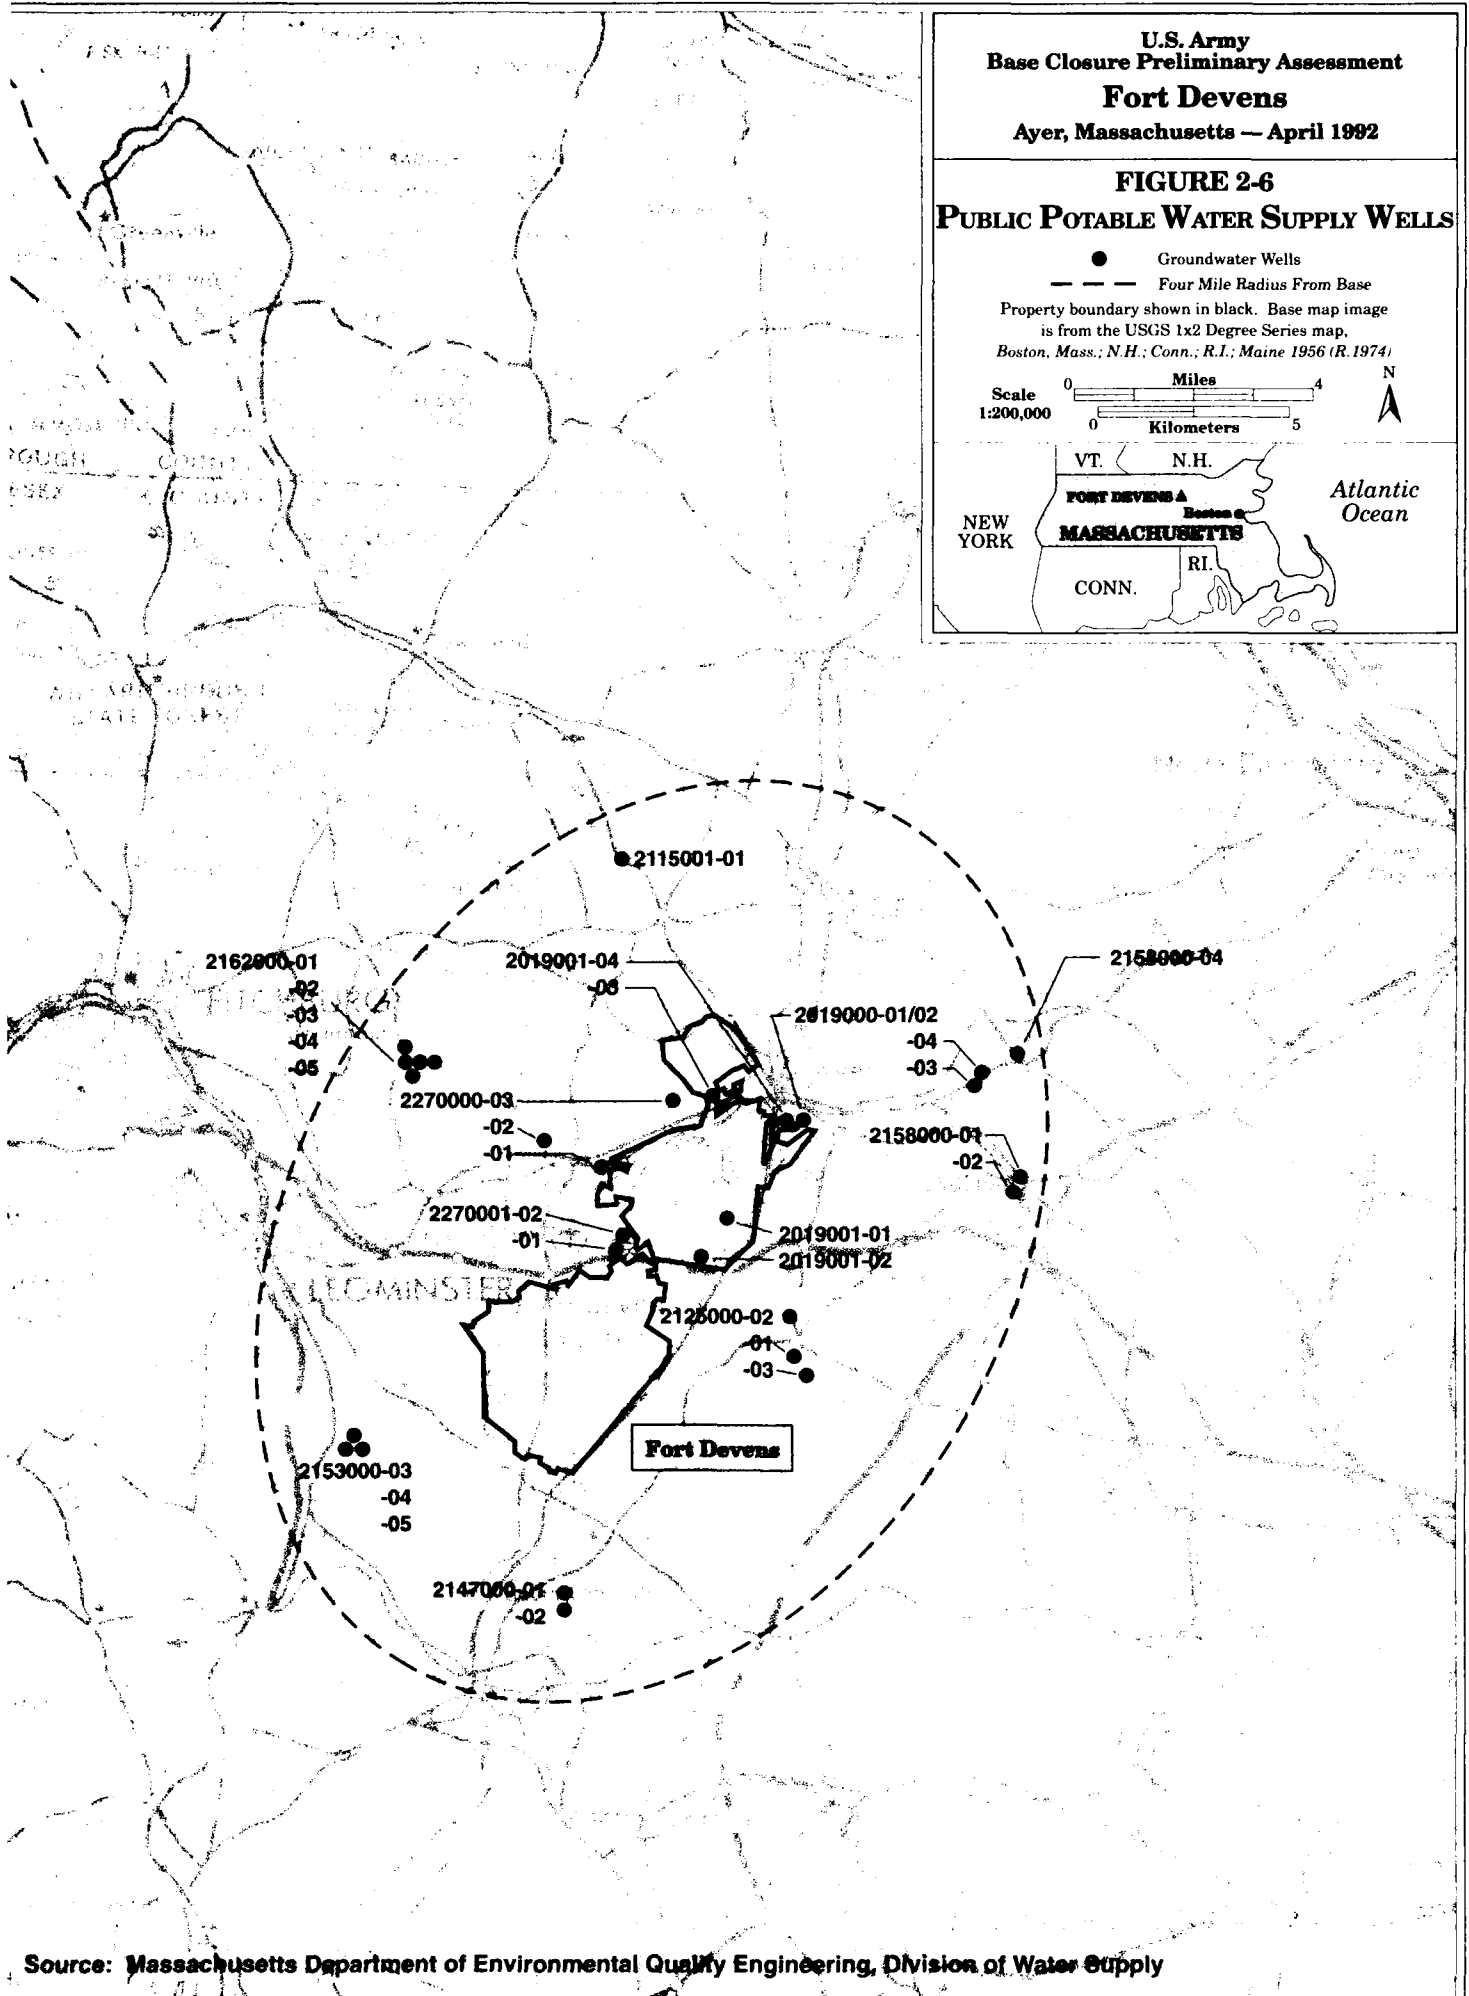 U.S. Army
Base Closure Preliminary Assessment
Fort Devens
Ayer, Massachusetts — April 1992
FIGURE 2-6
PUBLIC POTABLE WATER SUPPLY WELLS
Groundwater Wells
Four Mile Radius From Base
Property boundary shown in black. Base map image
is from the USGS 1x2 Degree Series map,
Boston, Mass.; N.H.; Conn.; R.I.; Maine 1956 (R.1974)
Scale
1:200,000
0 Miles 4
0 Kilometers 5
N
VT.
N.H.
FORT DEVENS
Boston
MASSACHUSETTS
NEW
YORK
CONN.
RI.
Atlantic
Ocean
2115001-01
2162000-01
-02
-03
-04
-05
2019001-04
-03
2158000-04
2019000-01/02
-04
-03
2270000-03
-02
-01
2158000-01
-02
2270001-02
-01
2019001-01
2019001-02
LEOMINSTER
2125000-02
-01
-03
Fort Devens
2153000-03
-04
-05
2147000-01
-02
Source: Massachusetts Department of Environmental Quality Engineering, Division of Water Supply